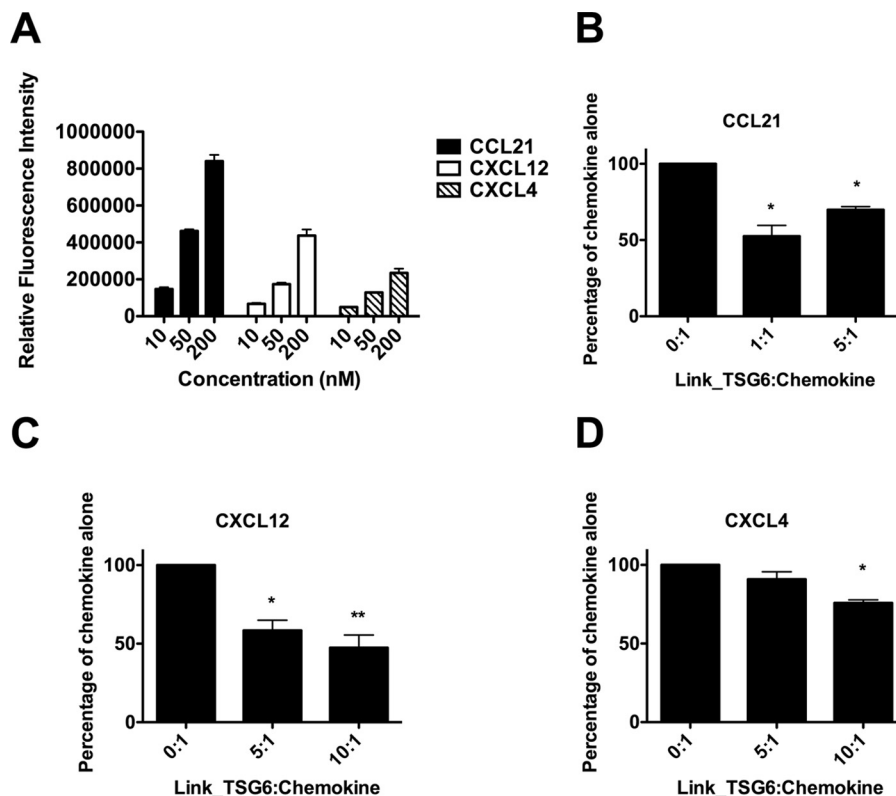 A
Relative Fluorescence Intensity
1000000
800000
600000
400000
200000
0
10
50
200
10
50
200
10
50
200
Concentration (nM)
CCL21
CXCL12
CXCL4
B
CCL21
Percentage of chemokine alone
100
50
0
*
*
0:1
1:1
5:1
Link_TSG6:Chemokine
C
CXCL12
Percentage of chemokine alone
100
50
0
*
**
0:1
5:1
10:1
Link_TSG6:Chemokine
D
CXCL4
Percentage of chemokine alone
100
50
0
*
0:1
5:1
10:1
Link_TSG6:Chemokine